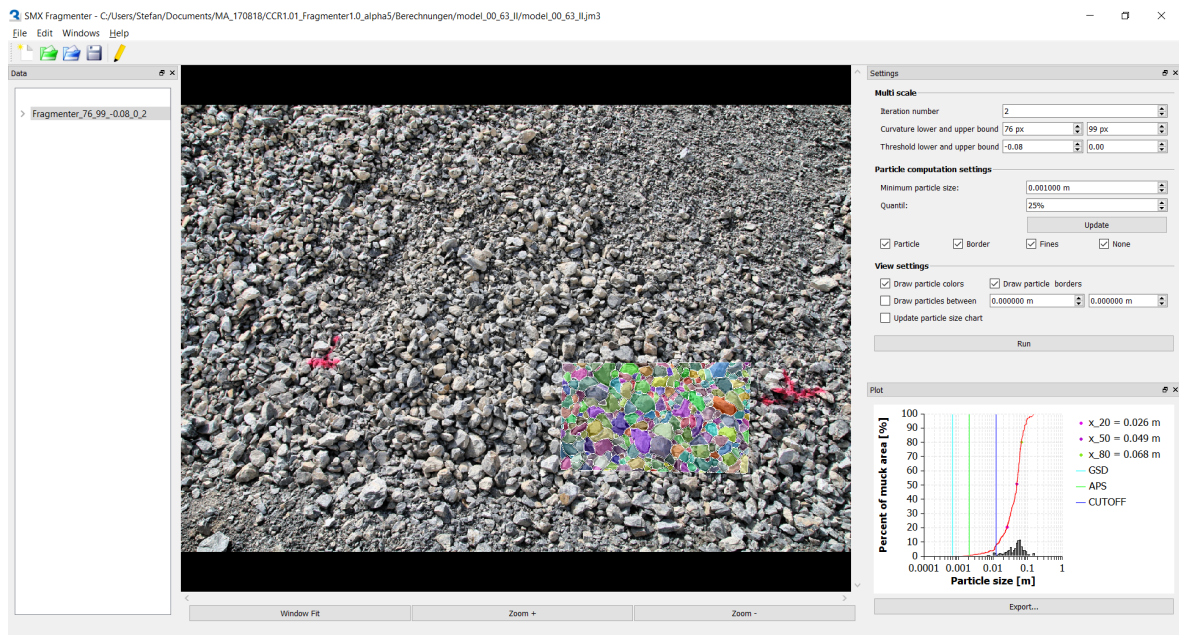 SMX Fragmenter - C:/Users/Stefan/Documents/MA_170818/CCR1.01_Fragmenter1.0_alpha5/Berechnungen/model_00_63_II/model_00_63_II.jm3
File Edit Windows Help
Data
Fragmenter_76_99_-0.08_0_2
Window Fit
Zoom +
Zoom -
Settings
Multi scale
Iteration number 2
Curvature lower and upper bound 76 px 99 px
Threshold lower and upper bound -0.08 0.00
Particle computation settings
Minimum particle size: 0.001000 m
Quantil: 25%
Update
Particle Border Fines None
View settings
Draw particle colors Draw particle borders
Draw particles between 0.000000 m 0.000000 m
Update particle size chart
Run
Plot
Percent of muck area [%]
100
90
80
70
60
50
40
30
20
10
0
0.0001 0.001 0.01 0.1 1
Particle size [m]
x_20 = 0.026 m
x_50 = 0.049 m
x_80 = 0.068 m
GSD
APS
CUTOFF
Export...